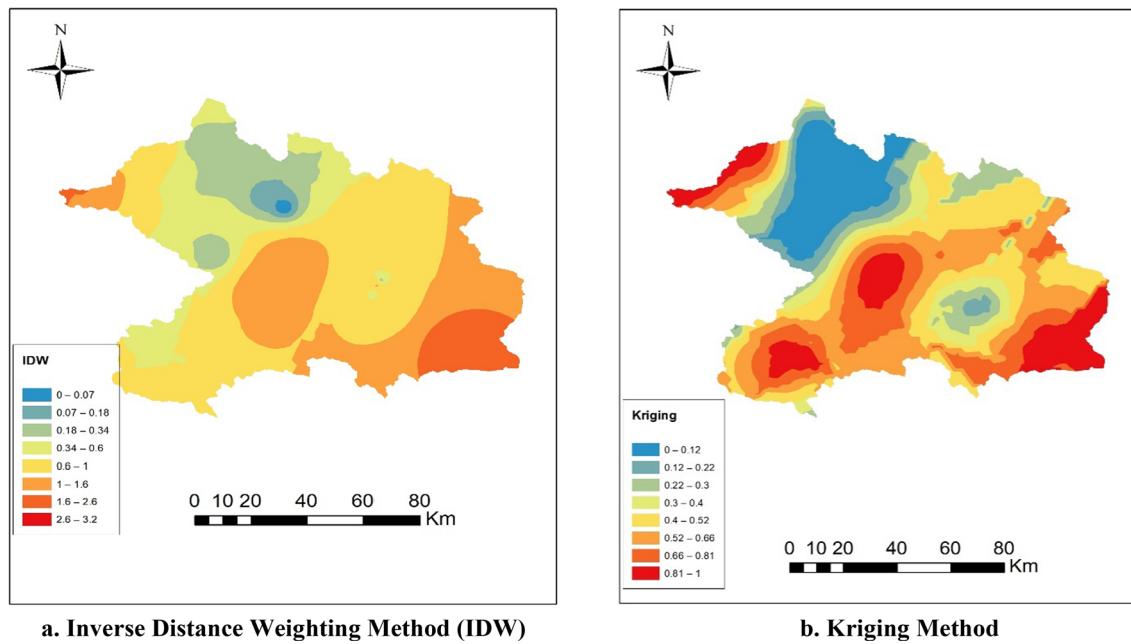 N
IDW
0 – 0.07
0.07 – 0.18
0.18 – 0.34
0.34 – 0.6
0.6 – 1
1 – 1.6
1.6 – 2.6
2.6 – 3.2
0 10 20 40 60 80
Km
a. Inverse Distance Weighting Method (IDW)
N
Kriging
0 – 0.12
0.12 – 0.22
0.22 – 0.3
0.3 – 0.4
0.4 – 0.52
0.52 – 0.66
0.66 – 0.81
0.81 – 1
0 10 20 40 60 80
Km
b. Kriging Method